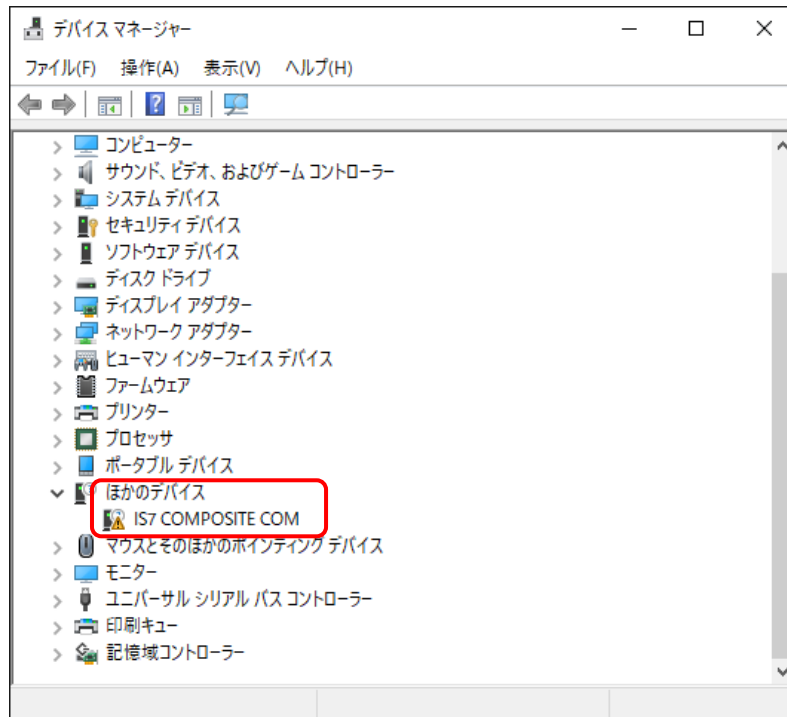 デバイス マネージャー
ファイル(F) 操作(A) 表示(V) ヘルプ(H)
コンピューター
サウンド、ビデオ、およびゲーム コントローラー
システム デバイス
セキュリティ デバイス
ソフトウェア デバイス
ディスク ドライブ
ディスプレイ アダプター
ネットワーク アダプター
ヒューマン インターフェイス デバイス
ファームウェア
プリンター
プロセッサ
ポータブル デバイス
ほかのデバイス
IS7 COMPOSITE COM
マウスとそのほかのポインティング デバイス
モニター
ユニバーサル シリアル バス コントローラー
印刷キュー
記憶域コントローラー